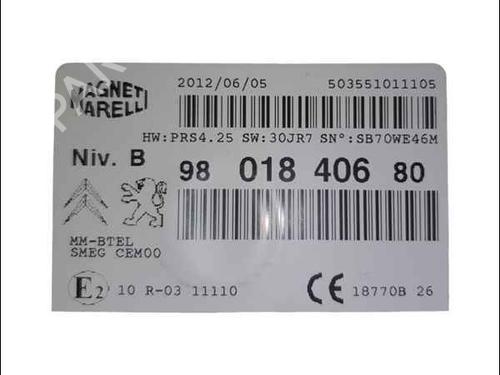 MAGNETI MARELLI
2012/06/05 503551011105
HW:PRS4.25 SW:30JR7 SN°:SB70WE46M
Niv. B 98 018 406 80
MM-BTEL
SMEG CEM00
E2 10 R-03 11110 CE 18770B 26